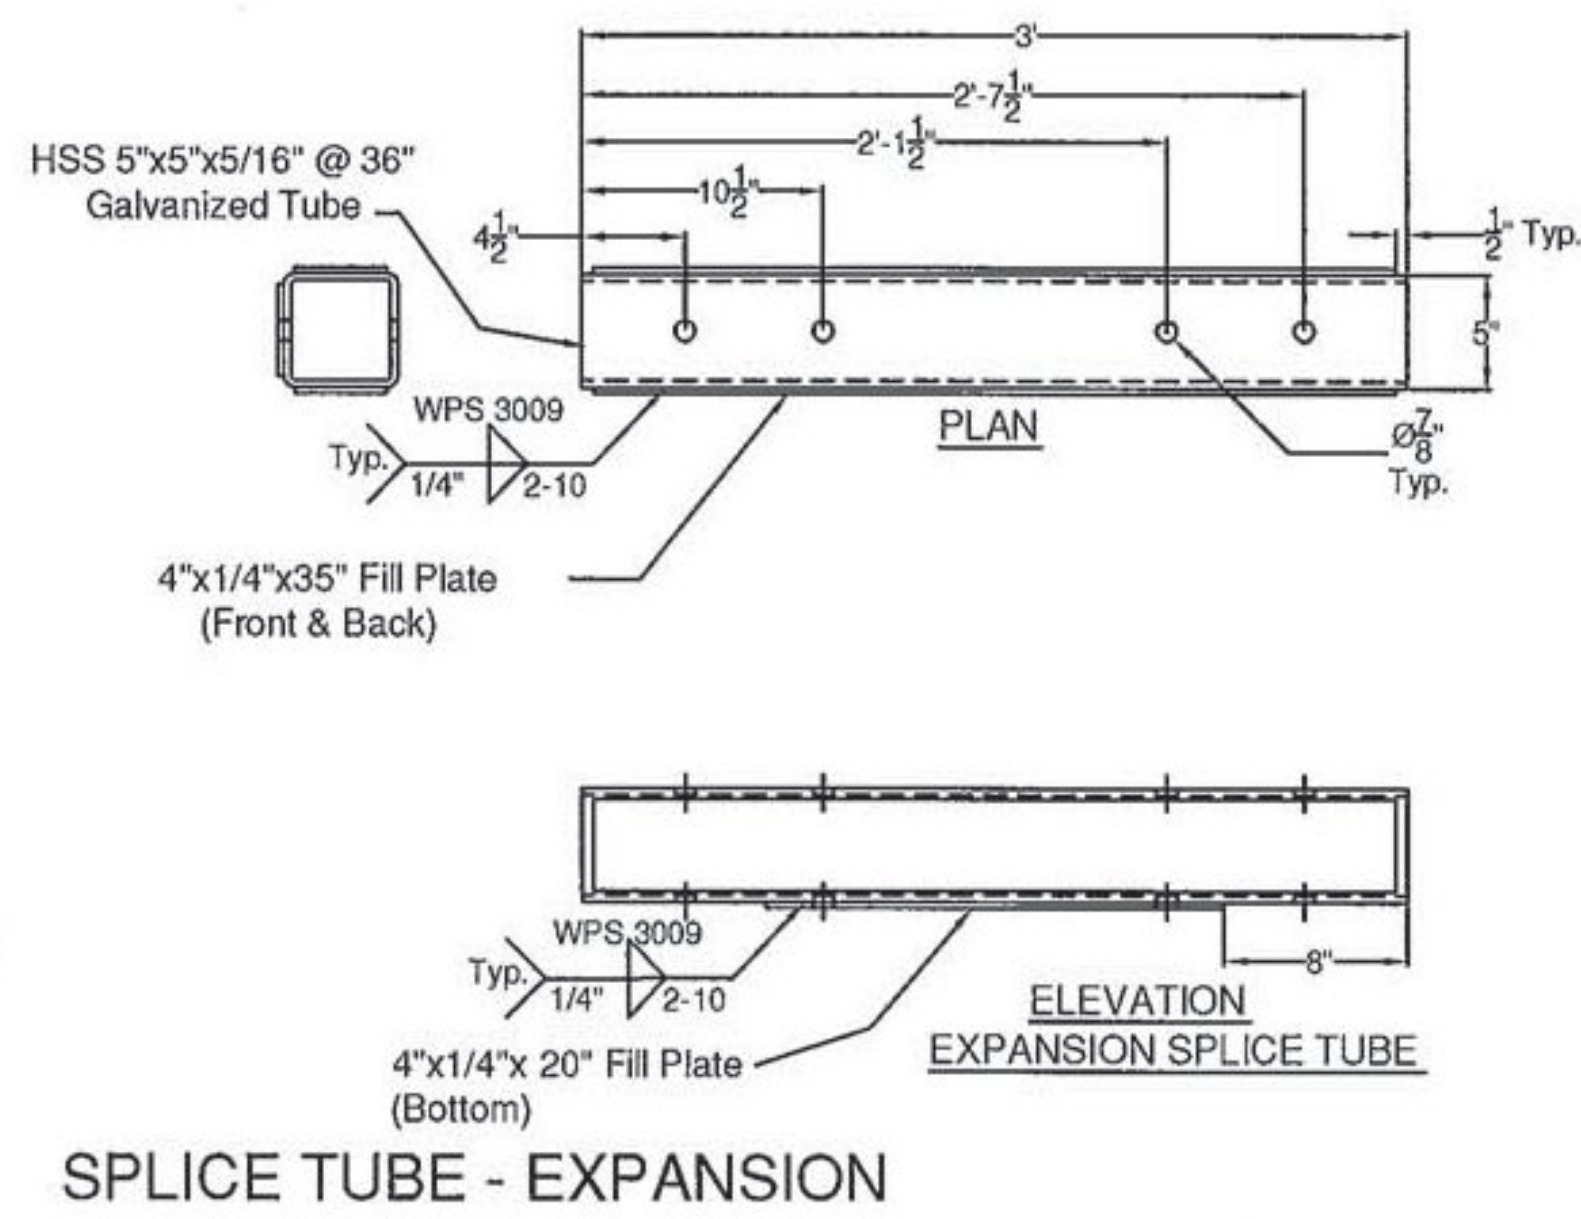 3'
2'-7 1/2"
2'-1 1/2"
10 1/2"
4 1/2"
1/2" Typ.
HSS 5"x5"x5/16" @ 36"
Galvanized Tube
5"
WPS 3009
Typ.
1/4"
2-10
PLAN
Ø7/8"
Typ.
4"x1/4"x35" Fill Plate
(Front & Back)
WPS 3009
Typ.
1/4"
2-10
8"
ELEVATION
EXPANSION SPLICE TUBE
4"x1/4"x 20" Fill Plate
(Bottom)
SPLICE TUBE - EXPANSION